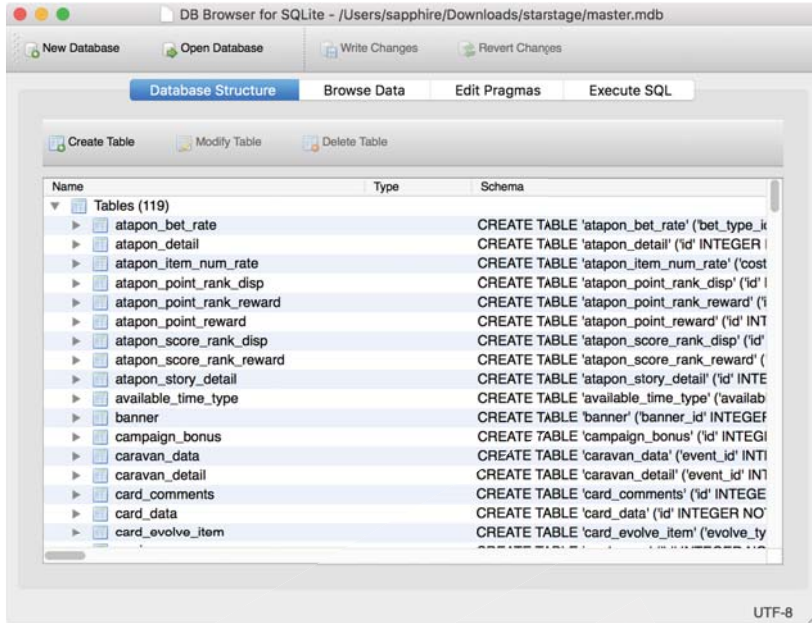 DB Browser for SQLite - /Users/sapphire/Downloads/starstage/master.mdb
New Database Open Database Write Changes Revert Changes
Database Structure Browse Data Edit Pragmas Execute SQL
Create Table Modify Table Delete Table
Name Type Schema
Tables (119)
atapon_bet_rate CREATE TABLE 'atapon_bet_rate' ('bet_type_i
atapon_detail CREATE TABLE 'atapon_detail' ('id' INTEGER
atapon_item_num_rate CREATE TABLE 'atapon_item_num_rate' ('cost
atapon_point_rank_disp CREATE TABLE 'atapon_point_rank_disp' ('id'
atapon_point_rank_reward CREATE TABLE 'atapon_point_rank_reward' ('i
atapon_point_reward CREATE TABLE 'atapon_point_reward' ('id' INT
atapon_score_rank_disp CREATE TABLE 'atapon_score_rank_disp' ('id'
atapon_score_rank_reward CREATE TABLE 'atapon_score_rank_reward' ('
atapon_story_detail CREATE TABLE 'atapon_story_detail' ('id' INTE
available_time_type CREATE TABLE 'available_time_type' ('availab
banner CREATE TABLE 'banner' ('banner_id' INTEGER
campaign_bonus CREATE TABLE 'campaign_bonus' ('id' INTEG
caravan_data CREATE TABLE 'caravan_data' ('event_id' INT
caravan_detail CREATE TABLE 'caravan_detail' ('event_id' INT
card_comments CREATE TABLE 'card_comments' ('id' INTEGE
card_data CREATE TABLE 'card_data' ('id' INTEGER NO
card_evolve_item CREATE TABLE 'card_evolve_item' ('evolve_ty
UTF-8